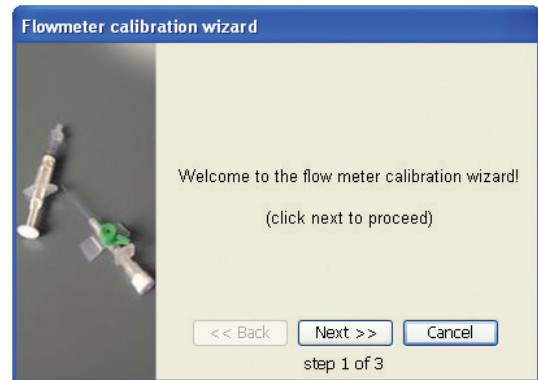 Flowmeter calibration wizard
Welcome to the flow meter calibration wizard!
(click next to proceed)
<< Back Next >> Cancel
step 1 of 3